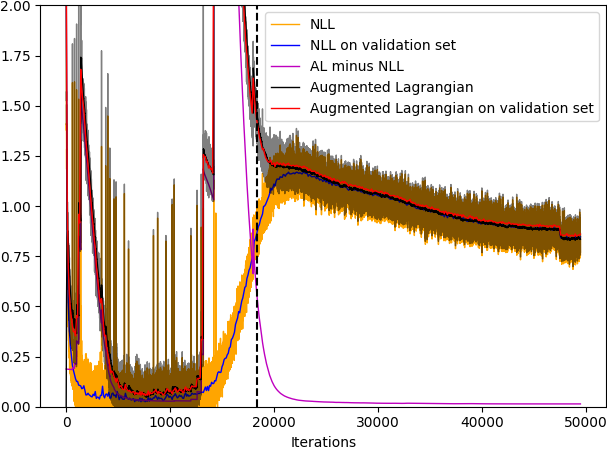 2.00
1.75
1.50
1.25
1.00
0.75
0.50
0.25
0.00
NLL
NLL on validation set
AL minus NLL
Augmented Lagrangian
Augmented Lagrangian on validation set
0 10000 20000 30000 40000 50000
Iterations